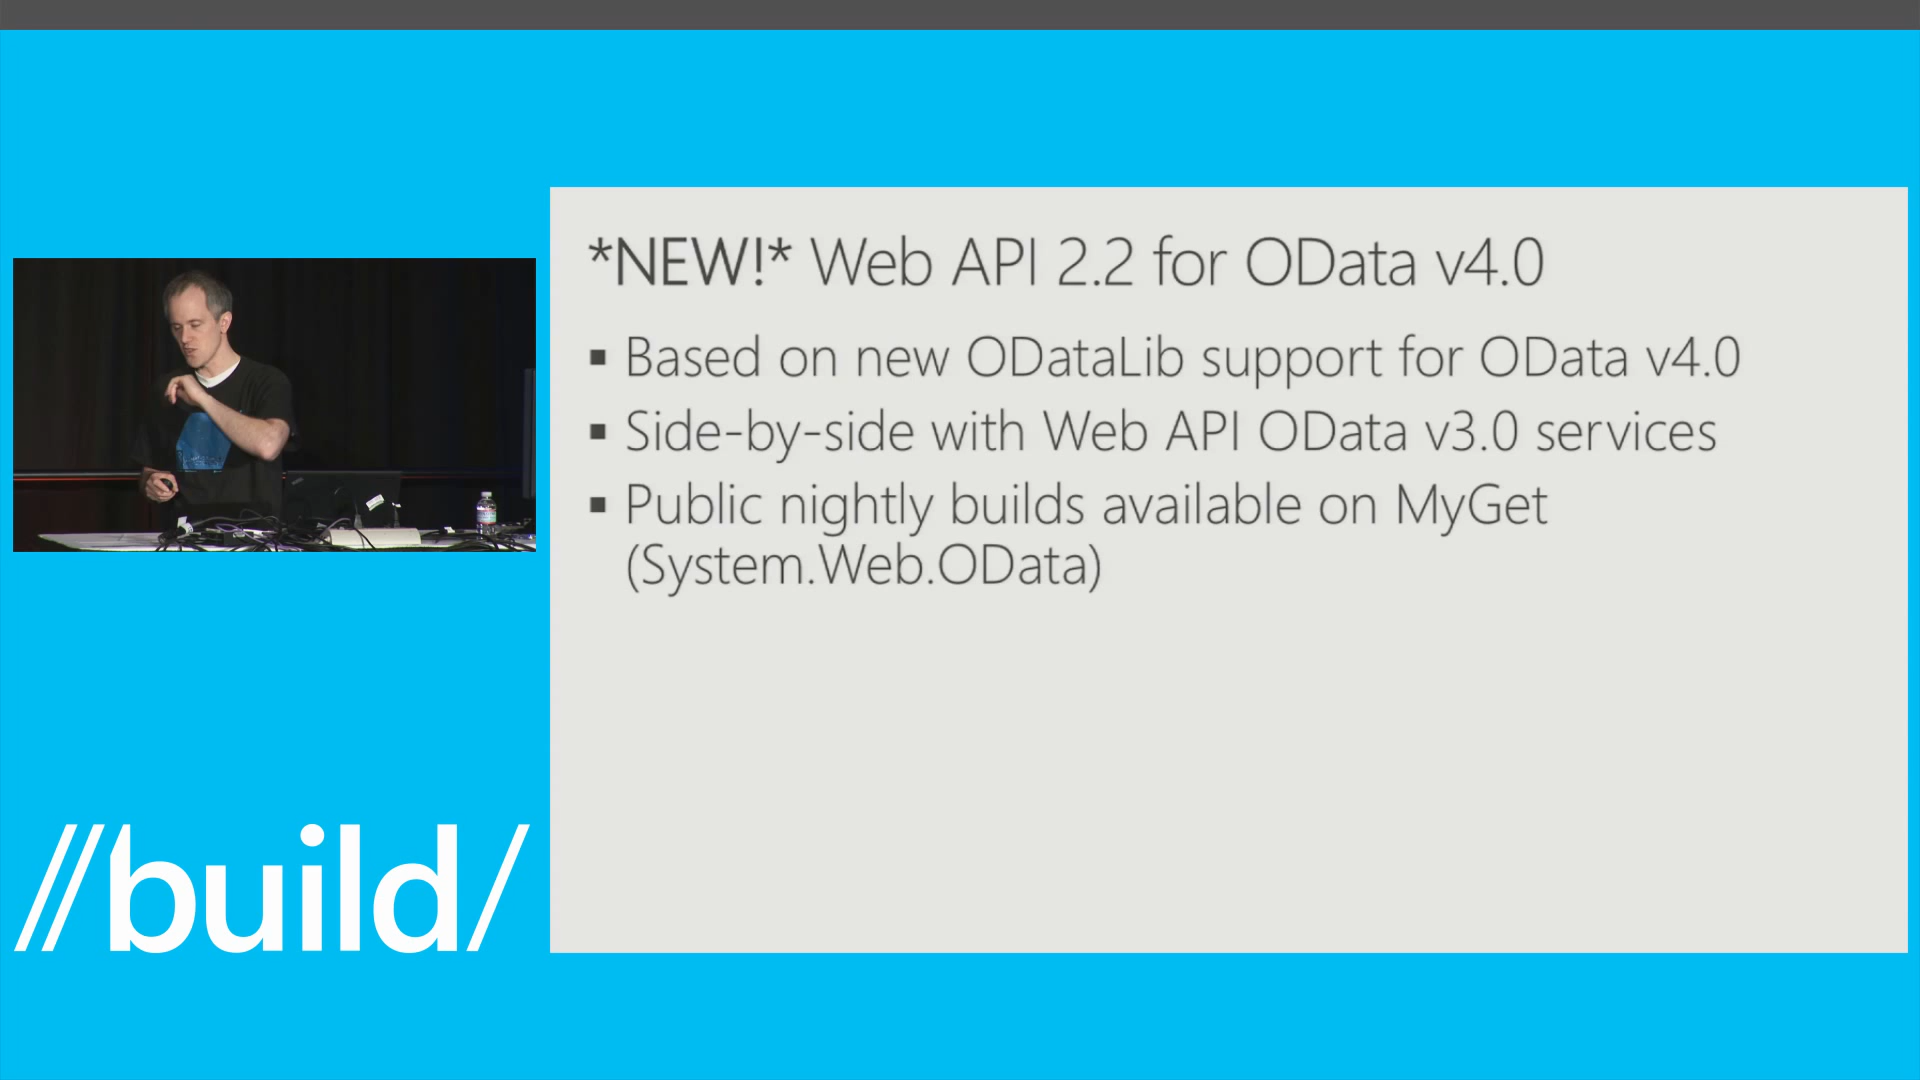 *NEW!* Web API 2.2 for OData v4.0
▪ Based on new ODataLib support for OData v4.0
▪ Side-by-side with Web API OData v3.0 services
▪ Public nightly builds available on MyGet
(System.Web.OData)
//build/